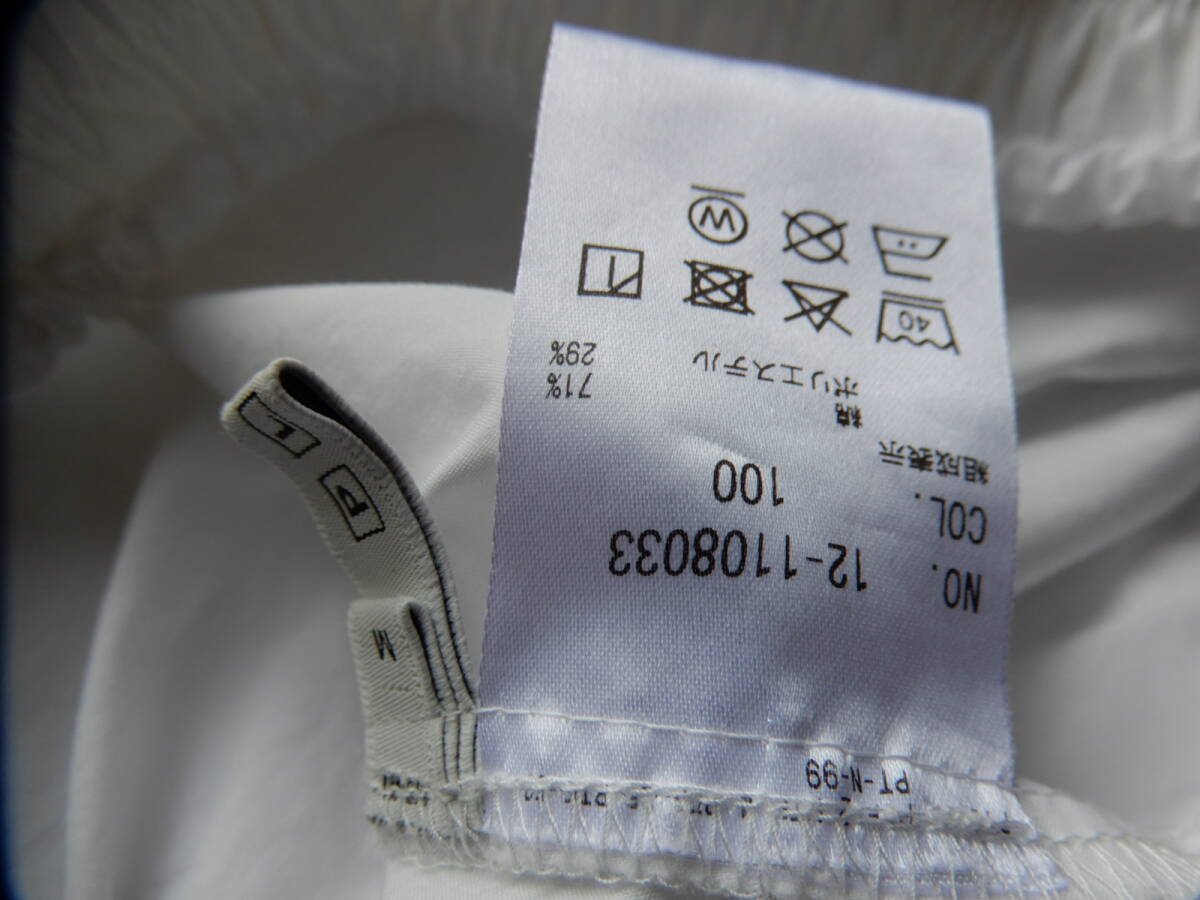 PT-N-99
NO. 12-1108033
COL. 100
組成表示
綿 71%
ポリエステル 29%
40
W
M
P
L